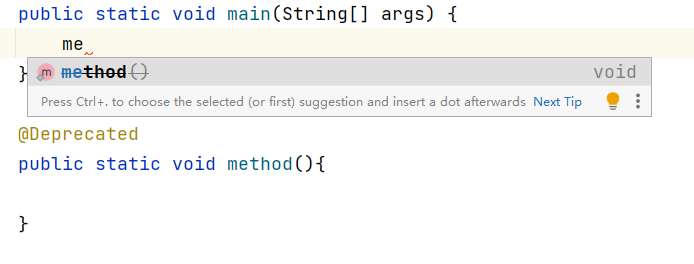 public static void main(String[] args) {
me
} m method() void
Press Ctrl+. to choose the selected (or first) suggestion and insert a dot afterwards Next Tip
@Deprecated
public static void method(){
}